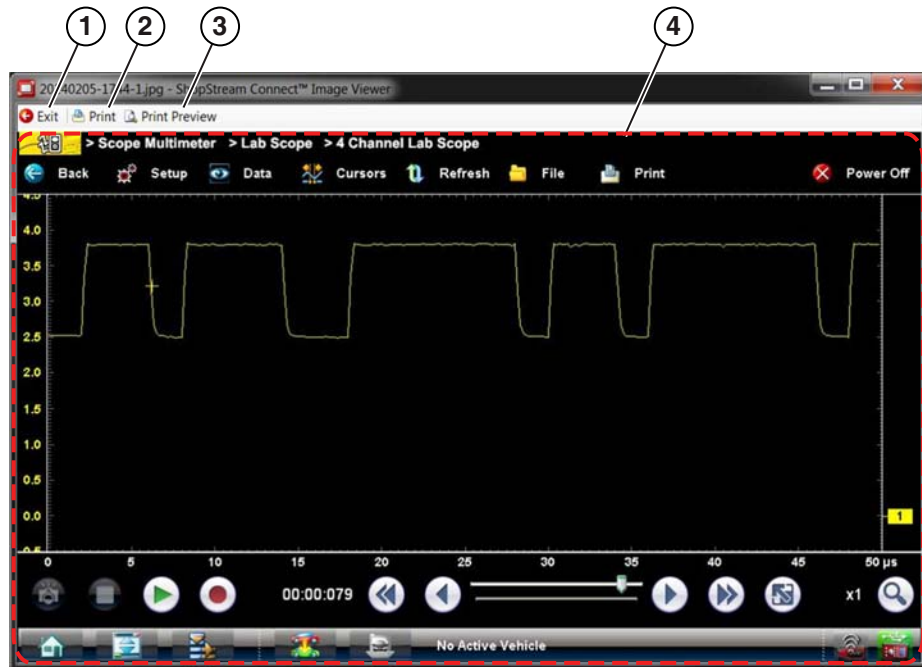 1 2 3 4
20140205-1754-1.jpg - ShopStream Connect™ Image Viewer
Exit Print Print Preview
> Scope Multimeter > Lab Scope > 4 Channel Lab Scope
Back Setup Data Cursors Refresh File Print Power Off
4.0
3.5
3.0
2.5
2.0
1.5
1.0
0.5
0.0 1
0 5 10 15 20 25 30 35 40 45 50 µs
00:00:079 x1
No Active Vehicle